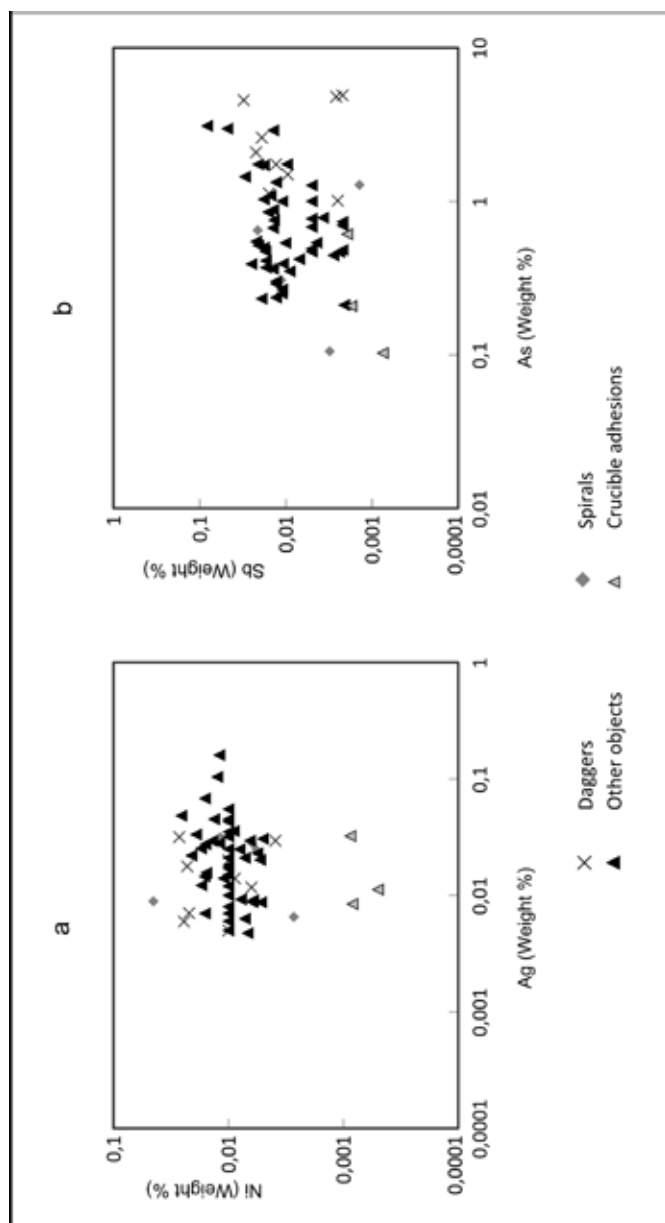 a
Ni (Weight %)
0,1
0,01
0,001
0,0001
0,0001
0,001
0,01
0,1
1
Ag (Weight %)
b
Sb (Weight %)
1
0,1
0,01
0,001
0,0001
0,01
0,1
1
10
As (Weight %)
Daggers
Spirals
Other objects
Crucible adhesions